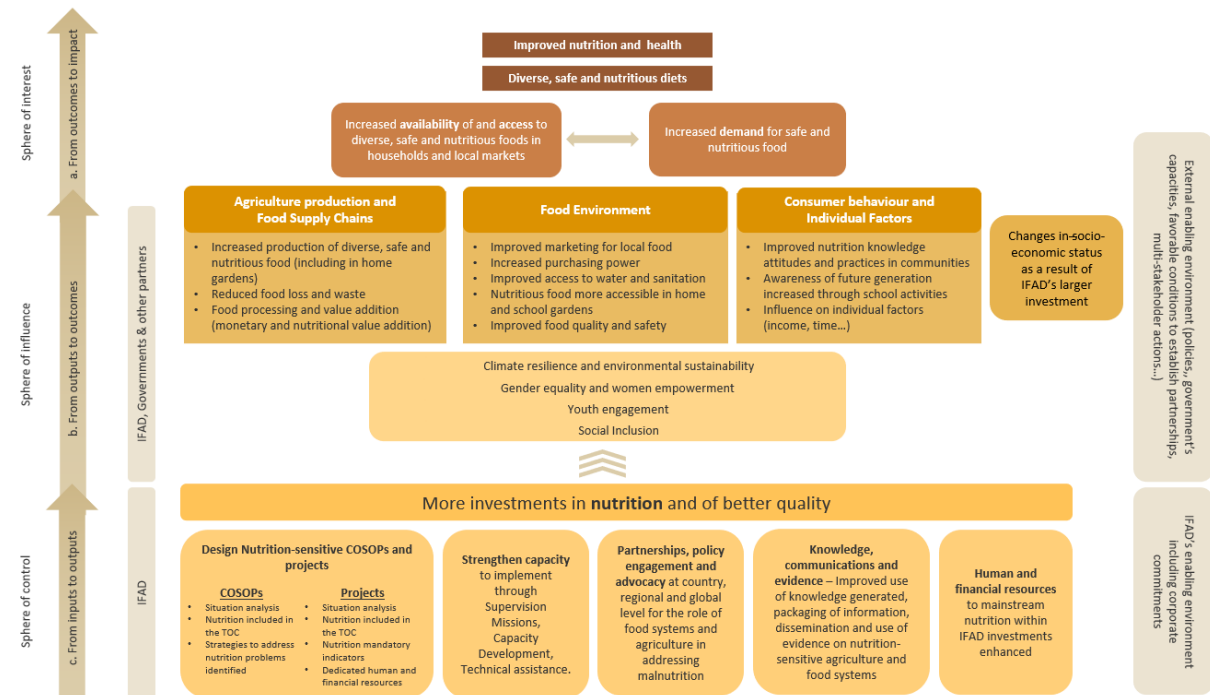 Improved nutrition and health
Diverse, safe and nutritious diets
Increased availability of and access to
diverse, safe and nutritious foods in
households and local markets
Increased demand for safe and
nutritious food
Sphere of interest
a. From outcomes to impact
Agriculture production and
Food Supply Chains
• Increased production of diverse, safe and
nutritious food (including in home
gardens)
• Reduced food loss and waste
• Food processing and value addition
(monetary and nutritional value addition)
Food Environment
• Improved marketing for local food
• Increased purchasing power
• Improved access to water and sanitation
• Nutritious food more accessible in home
and school gardens
• Improved food quality and safety
Consumer behaviour and
Individual Factors
• Improved nutrition knowledge
attitudes and practices in communities
• Awareness of future generation
increased through school activities
• Influence on individual factors
(income, time...)
Changes in-socio-
economic status
as a result of
IFAD's larger
investment
External enabling environment (policies,, government's
capacities, favorable conditions to establish partnerships,
multi-stakeholder actions...)
Sphere of influence
b. From outputs to outcomes
IFAD, Governments & other partners
Climate resilience and environmental sustainability
Gender equality and women empowerment
Youth engagement
Social Inclusion
More investments in nutrition and of better quality
Sphere of control
c. From inputs to outputs
IFAD
Design Nutrition-sensitive COSOPs and
projects
COSOPs
• Situation analysis
• Nutrition included in
the TOC
• Strategies to address
nutrition problems
identified
Projects
• Situation analysis
• Nutrition included in
the TOC
• Nutrition mandatory
indicators
• Dedicated human and
financial resources
Strengthen capacity
to implement
through
Supervision
Missions,
Capacity
Development,
Technical assistance.
Partnerships, policy
engagement and
advocacy at country,
regional and global
level for the role of
food systems and
agriculture in
addressing
malnutrition
Knowledge,
communications and
evidence – Improved use
of knowledge generated,
packaging of information,
dissemination and use of
evidence on nutrition-
sensitive agriculture and
food systems
Human and
financial resources
to mainstream
nutrition within
IFAD investments
enhanced
IFAD's enabling environment
including corporate
commitments